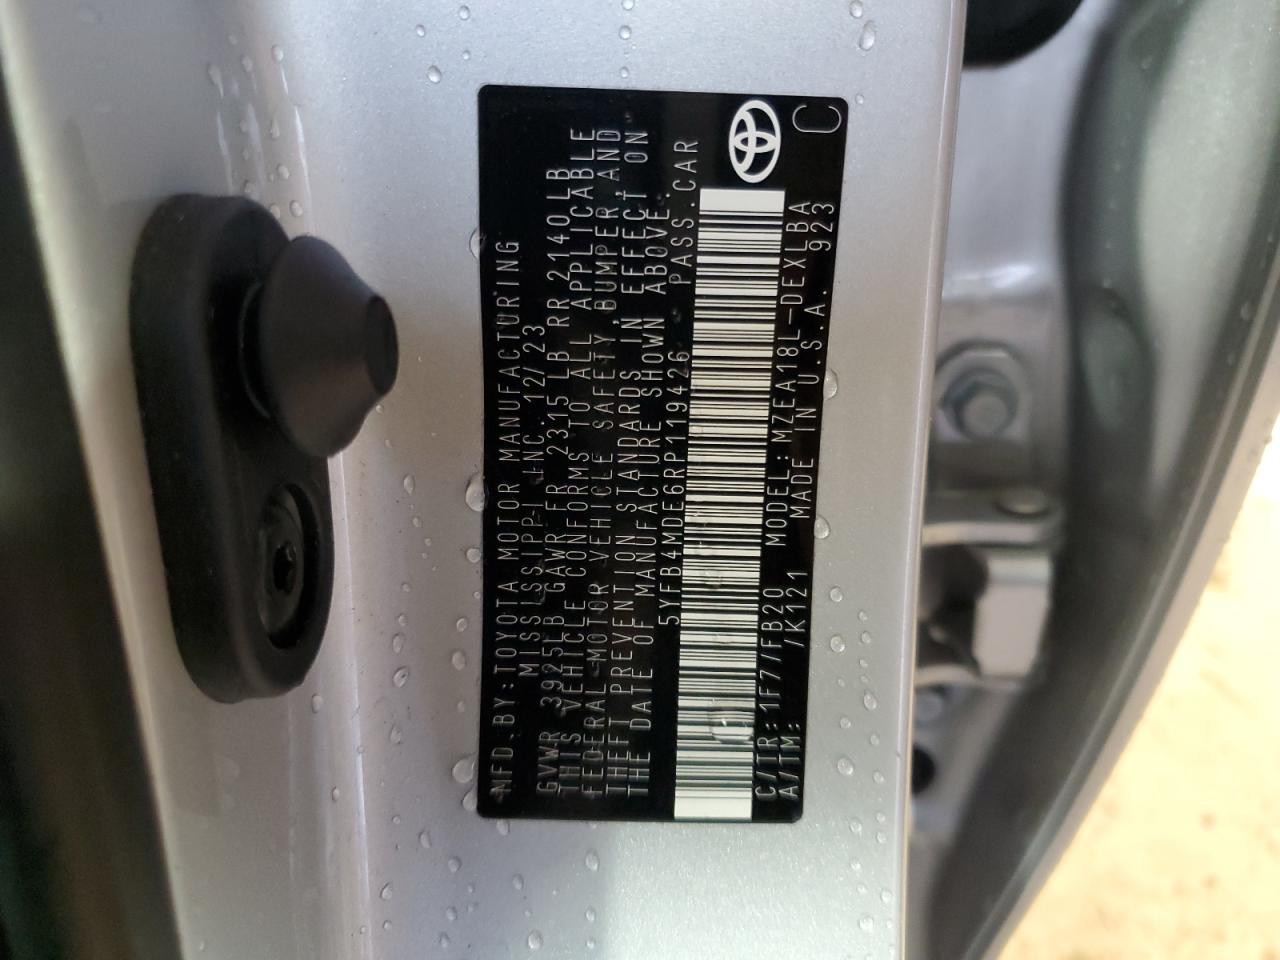 MFD.BY:TOYOTA MOTOR MANUFACTURING
MISSISSIPPI INC. 12/23
GVWR 3925LB GAWR FR 2315 LB RR 2140LB
THIS VEHICLE CONFORMS TO ALL APPLICABLE
FEDERAL MOTOR VEHICLE SAFETY, BUMPER, AND
THEFT PREVENTION STANDARDS IN EFFECT ON
THE DATE OF MANUFACTURE SHOWN ABOVE.
5YFB4MDE6RP119426 PASS.CAR
C/TR:1F7/FB20 MODEL:MZEA18L-DEXLBA
A/TM: /K121 MADE IN U.S.A. 923
C